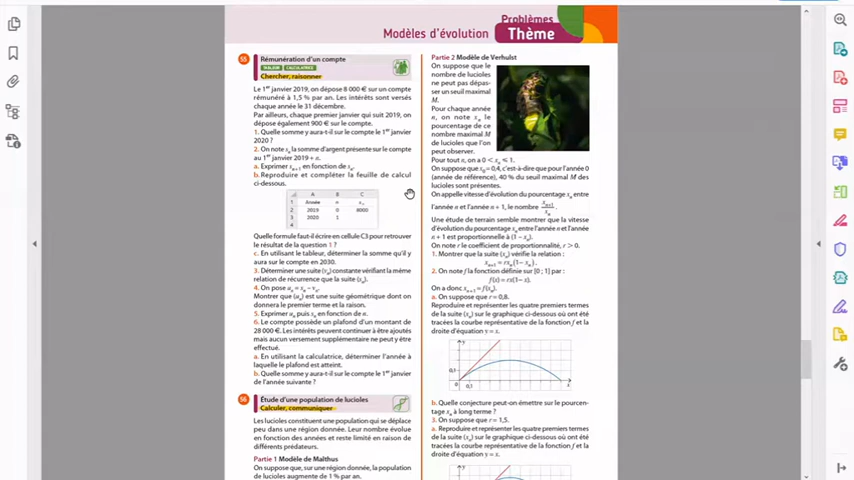 Problèmes
Modèles d'évolution
Thème
55
Rémunération d'un compte
TABLEUR CALCULATRICE
Chercher, raisonner
Le 1er janvier 2019, on dépose 8 000 € sur un compte
rémunéré à 1,5 % par an. Les intérêts sont versés
chaque année le 31 décembre.
Par ailleurs, chaque premier janvier qui suit 2019, on
dépose également 900 € sur le compte.
1. Quelle somme y aura-t-il sur le compte le 1er janvier
2020 ?
2. On note sn la somme d'argent présente sur le compte
au 1er janvier 2019 + n.
a. Exprimer sn+1 en fonction de sn.
b. Reproduire et compléter la feuille de calcul
ci-dessous.
A B C
1 Année n sn
2 2019 0 8000
3 2020 1
4
Quelle formule faut-il écrire en cellule C3 pour retrouver
le résultat de la question 1 ?
c. En utilisant le tableur, déterminer la somme qu'il y
aura sur le compte en 2030.
3. Déterminer une suite (vn) constante vérifiant la même
relation de récurrence que la suite (sn).
4. On pose un = sn – vn.
Montrer que (un) est une suite géométrique dont on
donnera le premier terme et la raison.
5. Exprimer un puis sn en fonction de n.
6. Le compte possède un plafond d'un montant de
28 000 €. Les intérêts peuvent continuer à être ajoutés
mais aucun versement supplémentaire ne peut y être
effectué.
a. En utilisant la calculatrice, déterminer l'année à
laquelle le plafond est atteint.
b. Quelle somme y aura-t-il sur le compte le 1er janvier
de l'année suivante ?
56
Étude d'une population de lucioles
Calculer, communiquer
Les lucioles constituent une population qui se déplace
peu dans une région donnée. Leur nombre évolue
en fonction des années et reste limité en raison de
différents prédateurs.
Partie 1 Modèle de Malthus
On suppose que, sur une région donnée, la population
de lucioles augmente de 1 % par an.
Partie 2 Modèle de Verhulst
On suppose que le
nombre de lucioles
ne peut pas dépas-
ser un seuil maximal
M.
Pour chaque année
n, on note xn le
pourcentage de ce
nombre maximal M
de lucioles que l'on
peut observer.
Pour tout n, on a 0 < xn ⩽ 1.
On suppose que x0 = 0,4, c'est-à-dire que pour l'année 0
(année de référence), 40 % du seuil maximal M des
lucioles sont présentes.
On appelle vitesse d'évolution du pourcentage xn entre
l'année n et l'année n + 1, le nombre xn+1/xn.
Une étude de terrain semble montrer que la vitesse
d'évolution du pourcentage xn entre l'année n et l'année
n + 1 est proportionnelle à (1 – xn).
On note r le coefficient de proportionnalité, r > 0.
1. Montrer que la suite (xn) vérifie la relation :
xn+1 = rxn(1 – xn).
2. On note f la fonction définie sur [0 ; 1] par :
f(x) = rx(1 – x).
On a donc xn+1 = f(xn).
a. On suppose que r = 0,8.
Reproduire et représenter les quatre premiers termes
de la suite (xn) sur le graphique ci-dessous où ont été
tracées la courbe représentative de la fonction f et la
droite d'équation y = x.
y
0,1
0 0,1 x
b. Quelle conjecture peut-on émettre sur le pourcen-
tage xn à long terme ?
3. On suppose que r = 1,5.
a. Reproduire et représenter les quatre premiers termes
de la suite (xn) sur le graphique ci-dessous où ont été
tracées la courbe représentative de la fonction f et la
droite d'équation y = x.
y